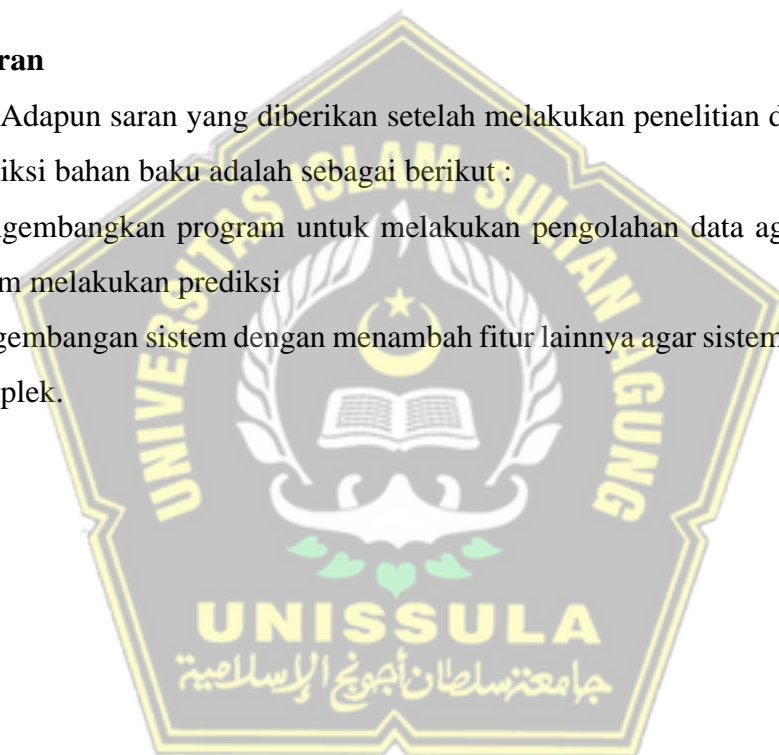 ran
Adapun saran yang diberikan setelah melakukan penelitian d
iksi bahan baku adalah sebagai berikut :
gembangkan program untuk melakukan pengolahan data ag
m melakukan prediksi
gembangan sistem dengan menambah fitur lainnya agar sistem
plek.
UNIVERSITAS ISLAM SULTAN AGUNG
UNISSULA
جامعتسلطان أجونج الإسلامية